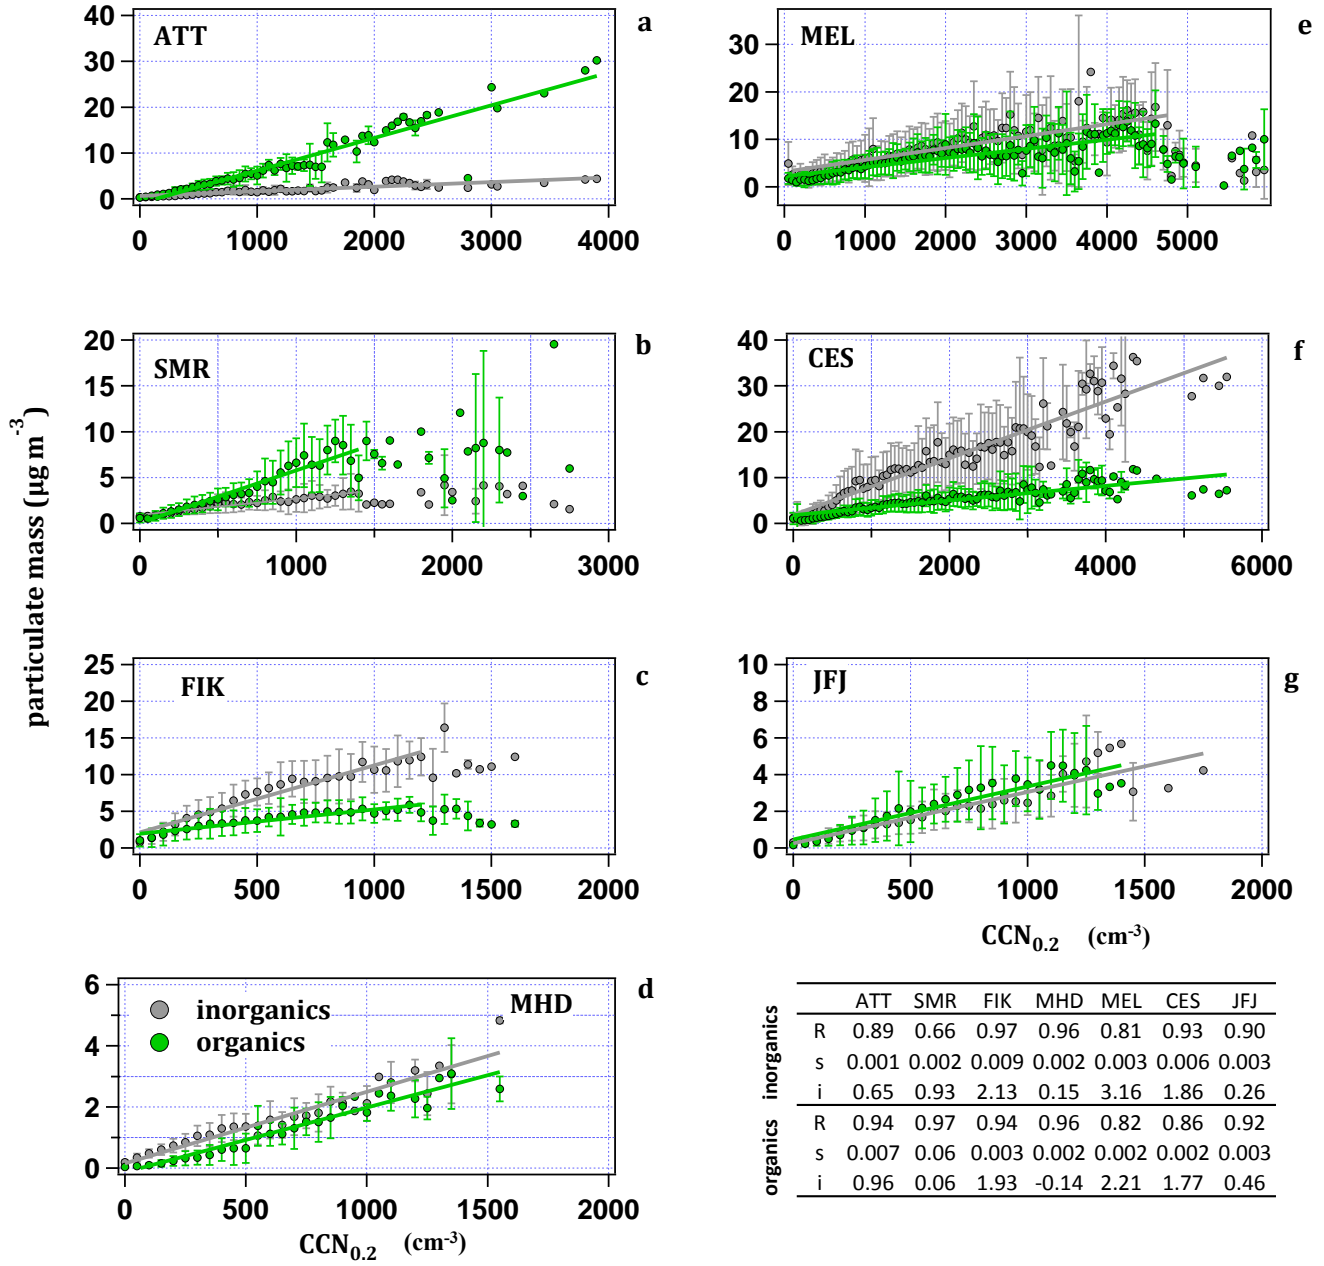 a
ATT
40
30
20
10
0
0 1000 2000 3000 4000
e
MEL
30
20
10
0
0 1000 2000 3000 4000 5000
b
SMR
20
15
10
5
0
0 1000 2000 3000
f
CES
40
30
20
10
0
0 2000 4000 6000
particulate mass (µg m-3)
c
FIK
25
20
15
10
5
0
0 500 1000 1500 2000
g
JFJ
10
8
6
4
2
0
0 500 1000 1500 2000
CCN0.2 (cm-3)
d
MHD
inorganics
organics
6
4
2
0
0 500 1000 1500 2000
CCN0.2 (cm-3)
ATT SMR FIK MHD MEL CES JFJ
inorganics
R 0.89 0.66 0.97 0.96 0.81 0.93 0.90
s 0.001 0.002 0.009 0.002 0.003 0.006 0.003
i 0.65 0.93 2.13 0.15 3.16 1.86 0.26
organics
R 0.94 0.97 0.94 0.96 0.82 0.86 0.92
s 0.007 0.06 0.003 0.002 0.002 0.002 0.003
i 0.96 0.06 1.93 -0.14 2.21 1.77 0.46